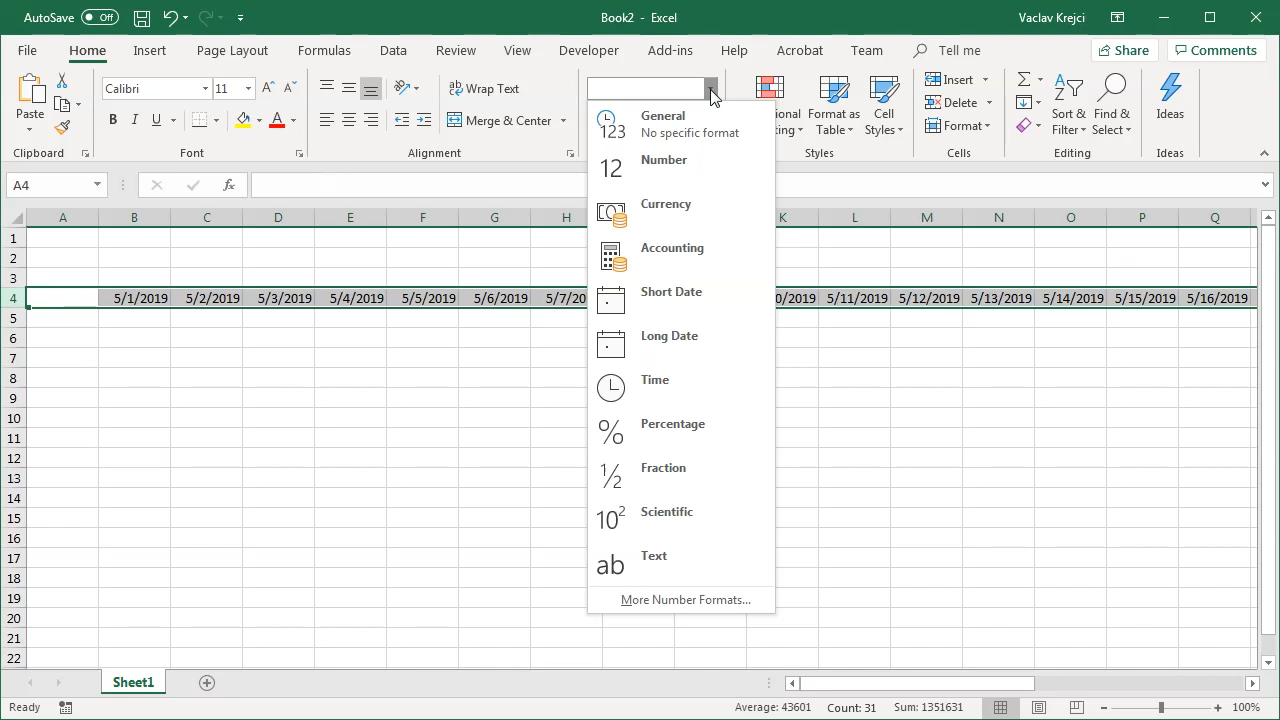 AutoSave Off Book2 - Excel Vaclav Krejci
File Home Insert Page Layout Formulas Data Review View Developer Add-ins Help Acrobat Team Tell me Share Comments
Paste Calibri 11 Wrap Text Insert Σ
B I U A Merge & Center Delete Format
Format as Table Cell Styles Sort & Filter Find & Select Ideas
Clipboard Font Alignment Styles Cells Editing Ideas
General
No specific format
Number
Currency
Accounting
Short Date
Long Date
Time
Percentage
Fraction
Scientific
Text
More Number Formats...
A4 fx
A B C D E F G H K L M N O P Q
1
2
3
4 5/1/2019 5/2/2019 5/3/2019 5/4/2019 5/5/2019 5/6/2019 5/7/20 0/2019 5/11/2019 5/12/2019 5/13/2019 5/14/2019 5/15/2019 5/16/2019
5
6
7
8
9
10
11
12
13
14
15
16
17
18
19
20
21
22
Sheet1
Ready Average: 43601 Count: 31 Sum: 1351631 100%